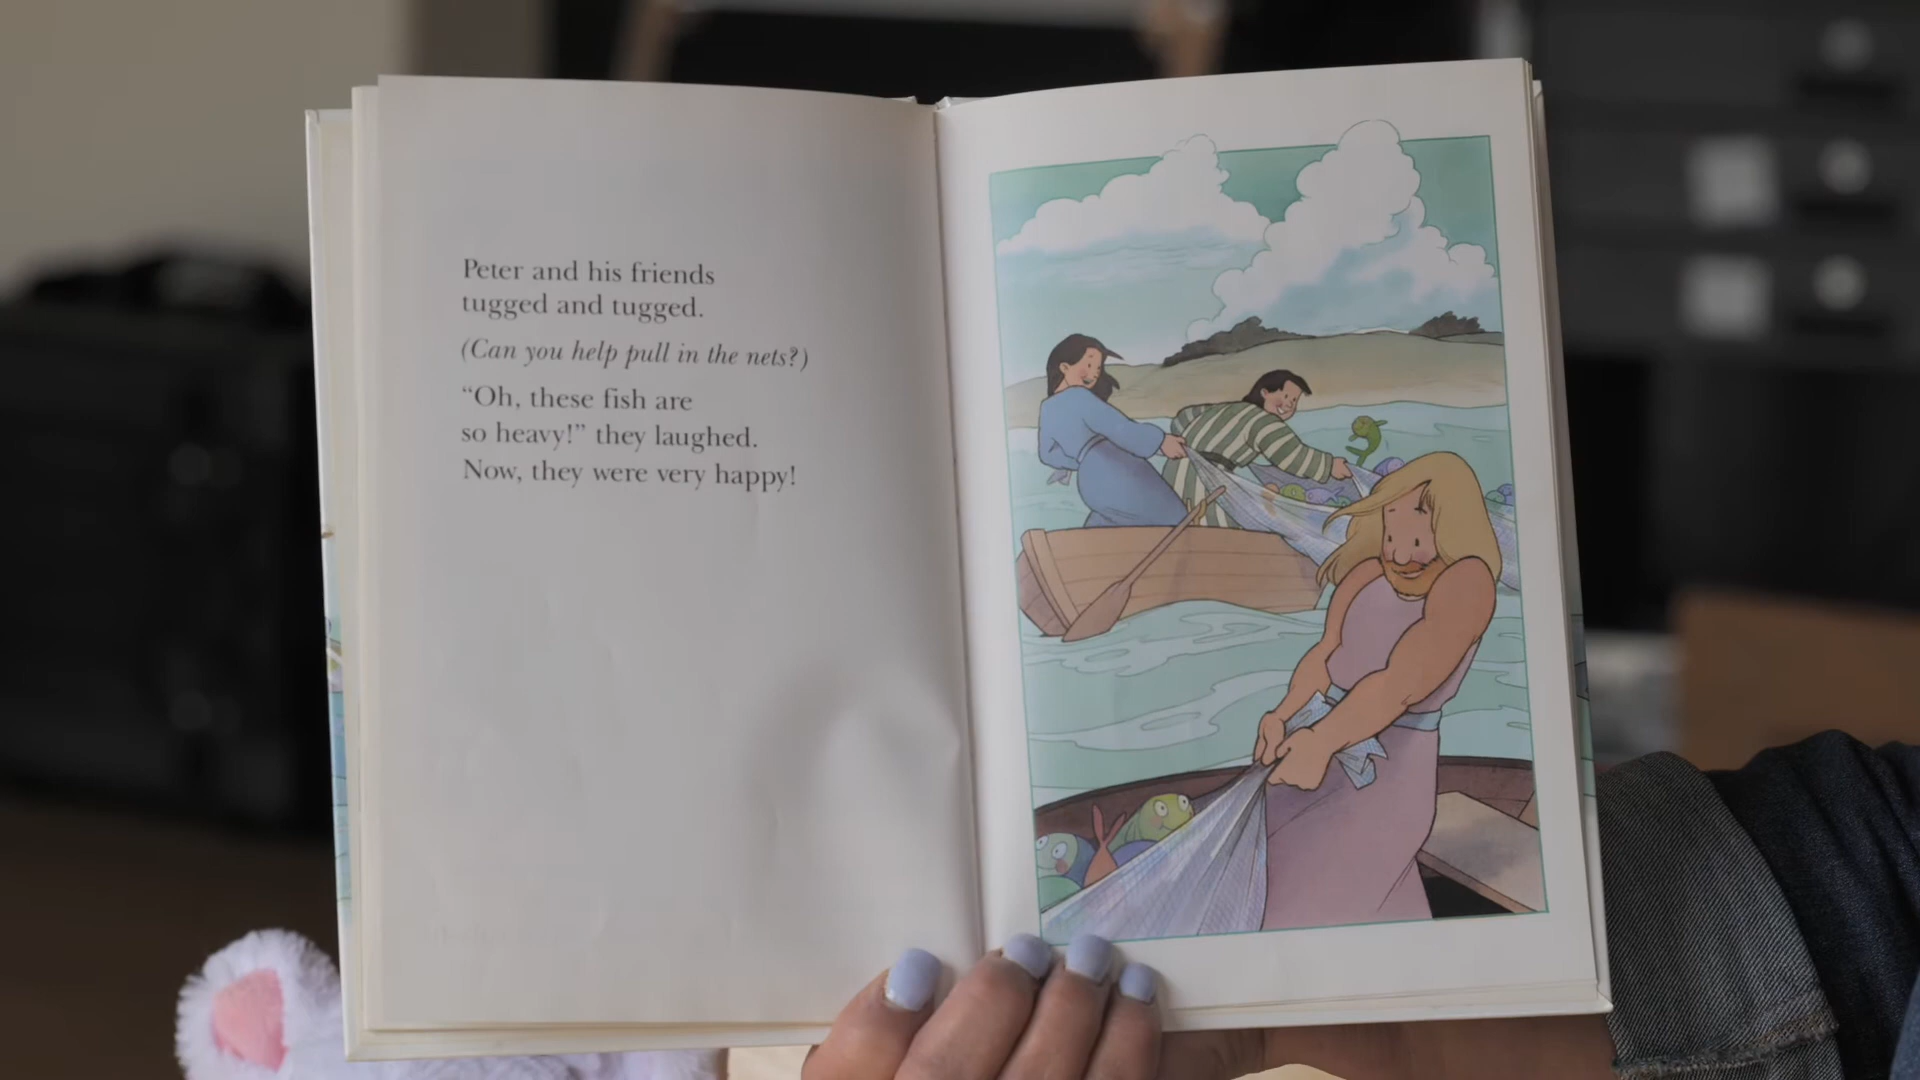 Peter and his friends
tugged and tugged.
(Can you help pull in the nets?)
“Oh, these fish are
so heavy!” they laughed.
Now, they were very happy!